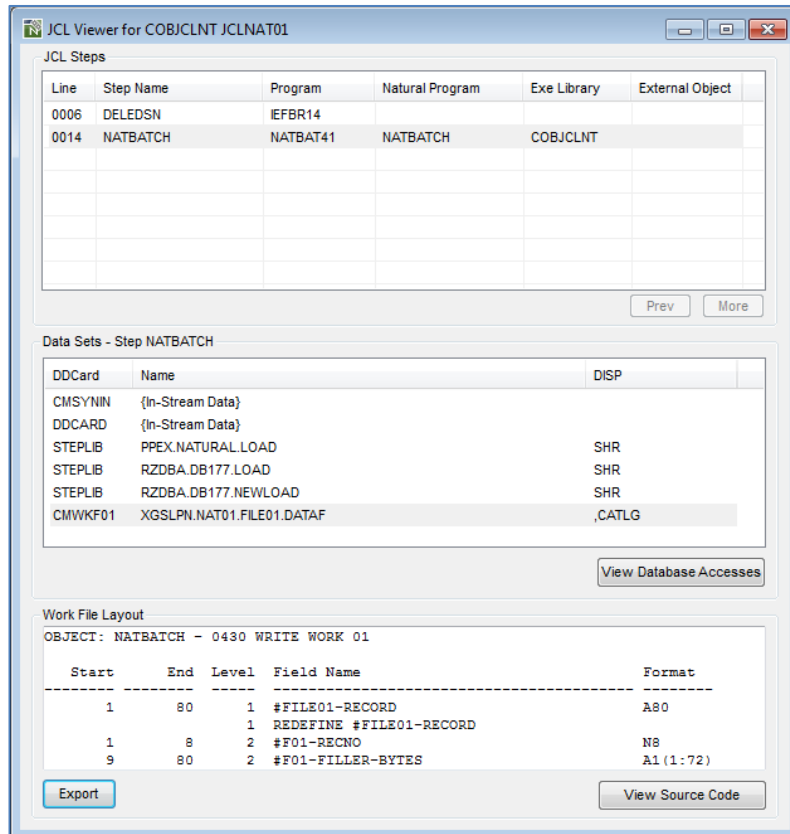 JCL Viewer for COBJCLNT JCLNAT01
JCL Steps
Line Step Name Program Natural Program Exe Library External Object
0006 DELEDSN IEFBR14
0014 NATBATCH NATBAT41 NATBATCH COBJCLNT
Prev More
Data Sets - Step NATBATCH
DDCard Name DISP
CMSYNIN {In-Stream Data}
DDCARD {In-Stream Data}
STEPLIB PPEX.NATURAL.LOAD SHR
STEPLIB RZDBA.DB177.LOAD SHR
STEPLIB RZDBA.DB177.NEWLOAD SHR
CMWKF01 XGSLPN.NAT01.FILE01.DATAF ,CATLG
View Database Accesses
Work File Layout
OBJECT: NATBATCH - 0430 WRITE WORK 01
Start End Level Field Name Format
-------- -------- ----- ---------------------------------------- --------
1 80 1 #FILE01-RECORD A80
1 REDEFINE #FILE01-RECORD
1 8 2 #F01-RECNO N8
9 80 2 #F01-FILLER-BYTES A1(1:72)
Export View Source Code